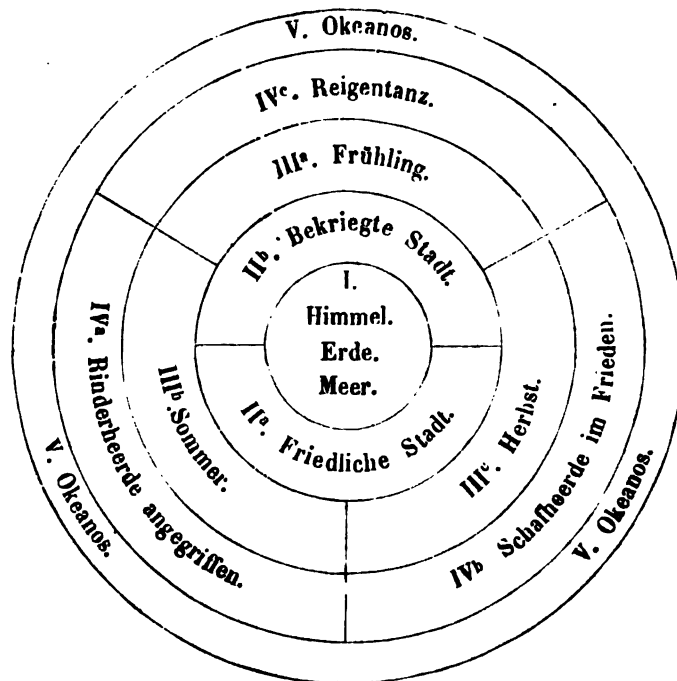 V. Okeanos.
IVᶜ. Reigentanz.
IIIᵃ. Frühling.
IIᵇ. Bekriegte Stadt.
I.
Himmel.
Erde.
Meer.
IIᵃ. Friedliche Stadt.
IIIᵇ. Sommer.
IIIᶜ. Herbst.
IVᵃ. Rinderheerde angegriffen.
IVᵇ Schafheerde im Frieden.
V. Okeanos.
V. Okeanos.